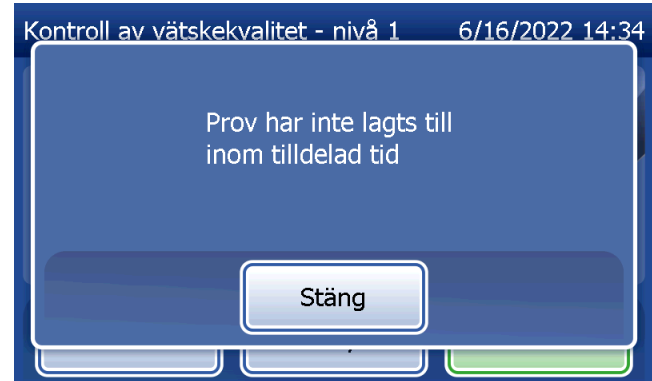 Kontroll av vätskekvalitet - nivå 1 6/16/2022 14:34
Prov har inte lagts till
inom tilldelad tid
Stäng